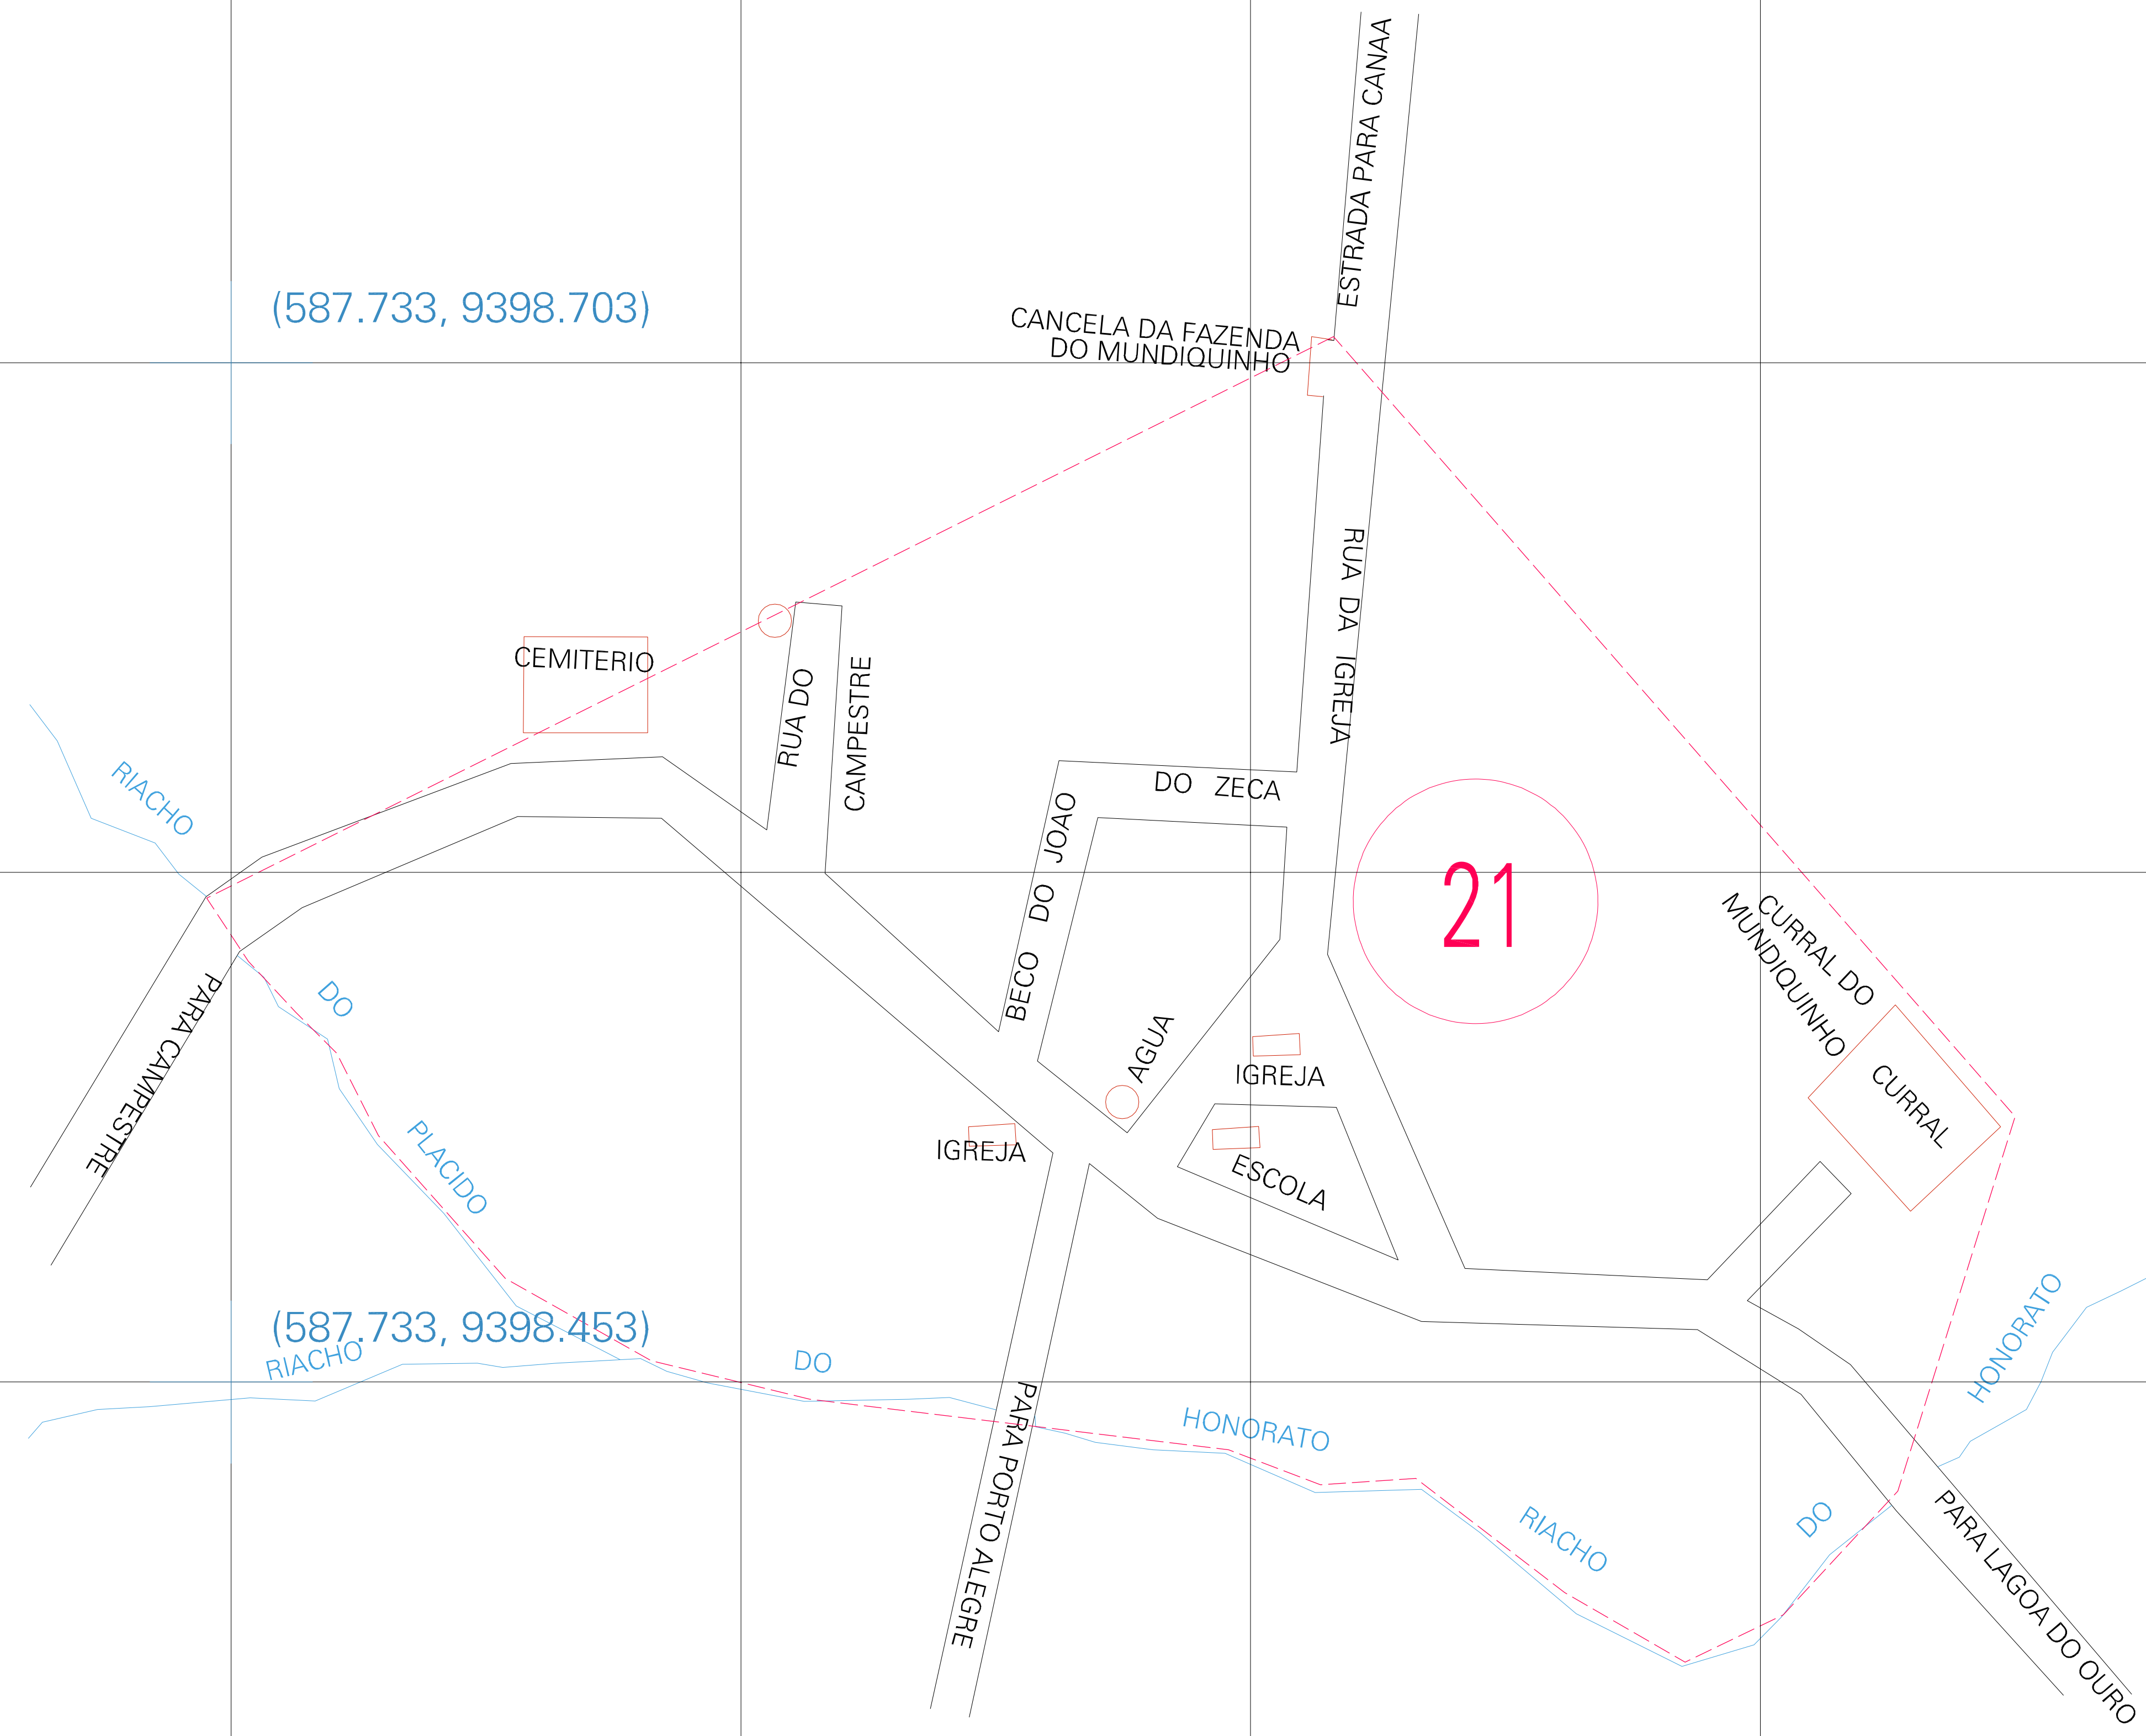 ESTRADA PARA CANAA
(587.733, 9398.703)
CANCELA DA FAZENDA
DO MUNDIQUINHO
RUA DA IGREJA
CEMITERIO
RUA DO
CAMPESTRE
RIACHO
DO ZECA
BECO DO JOAO
21
CURRAL DO
MUNDIQUINHO
PARA CAMPESTRE
DO
AGUA
IGREJA
CURRAL
IGREJA
ESCOLA
PLACIDO
(587.733, 9398.453)
RIACHO
DO
HONORATO
HONORATO
PARA PORTO ALEGRE
RIACHO
DO
PARA LAGOA DO OURO